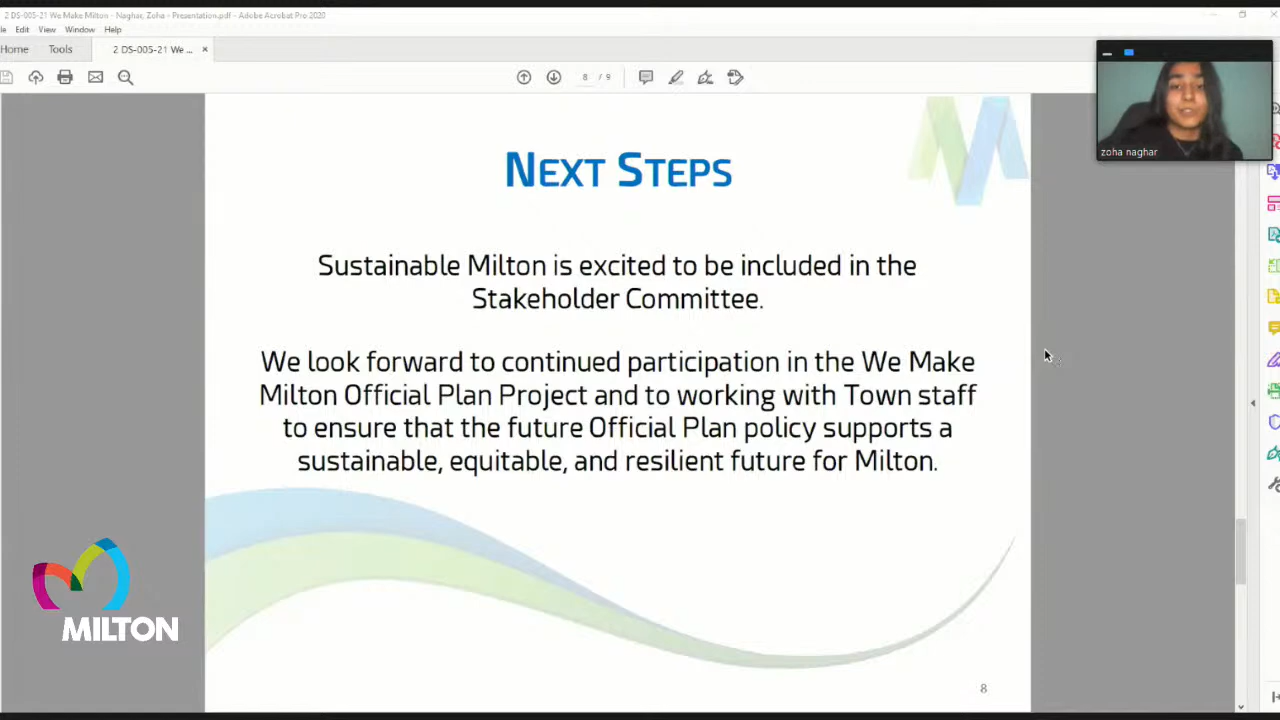 2 DS-005-21 We Make Milton - Naghar, Zoha - Presentation.pdf - Adobe Acrobat Pro 2020
Edit View Window Help
Home Tools 2 DS-005-21 We ... ×
8 / 9
zoha naghar
NEXT STEPS
Sustainable Milton is excited to be included in the
Stakeholder Committee.
We look forward to continued participation in the We Make
Milton Official Plan Project and to working with Town staff
to ensure that the future Official Plan policy supports a
sustainable, equitable, and resilient future for Milton.
MILTON
8